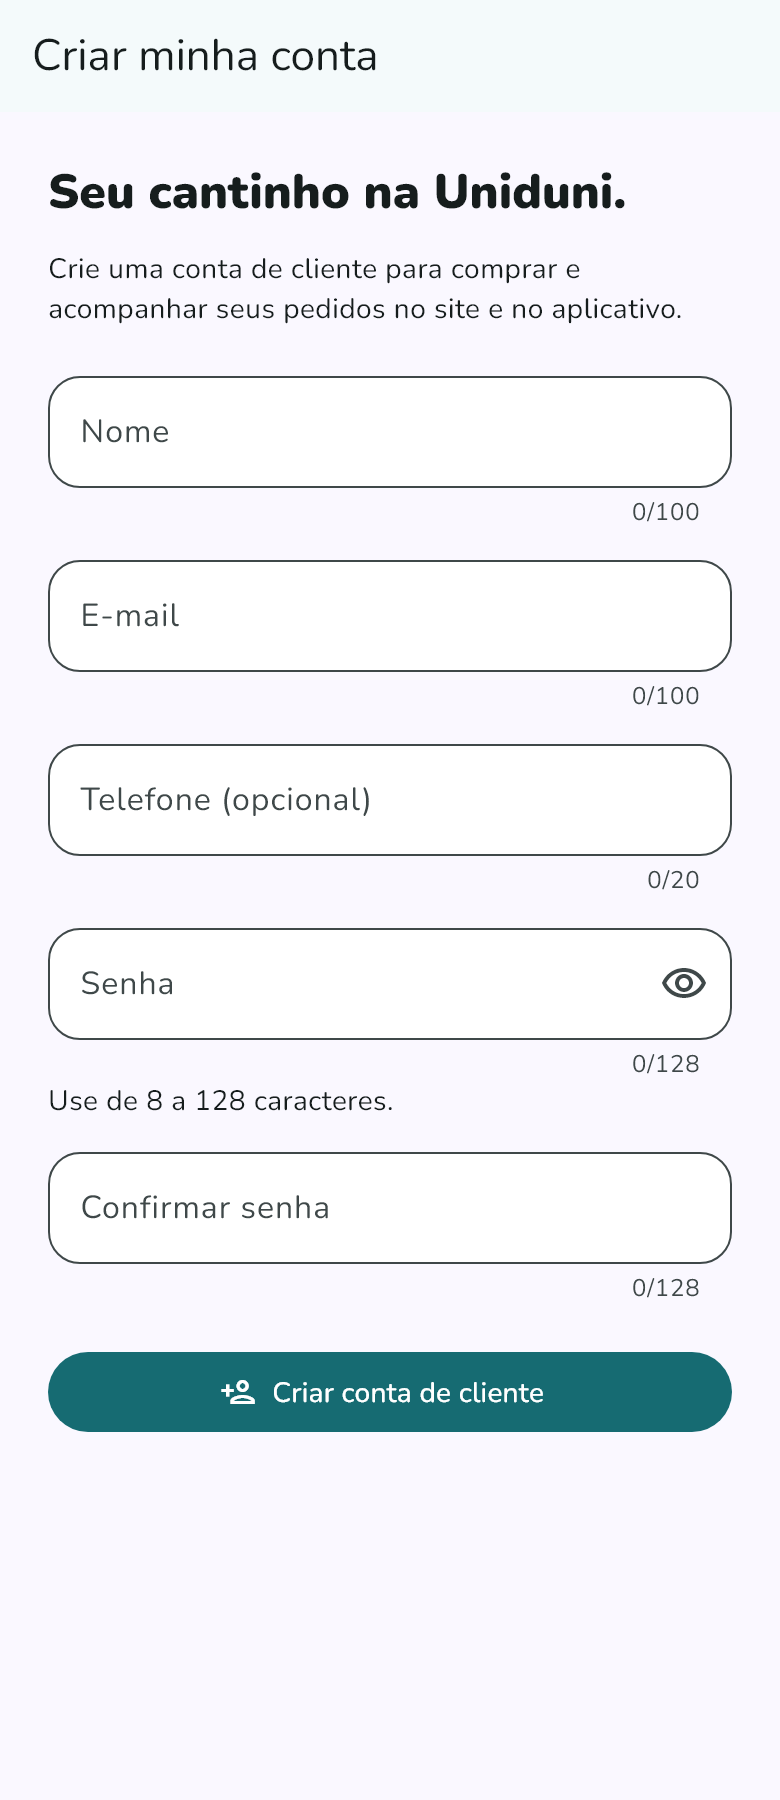 Criar minha conta
Seu cantinho na Uniduni.
Crie uma conta de cliente para comprar e
acompanhar seus pedidos no site e no aplicativo.
Nome
0/100
E-mail
0/100
Telefone (opcional)
0/20
Senha
0/128
Use de 8 a 128 caracteres.
Confirmar senha
0/128
Criar conta de cliente